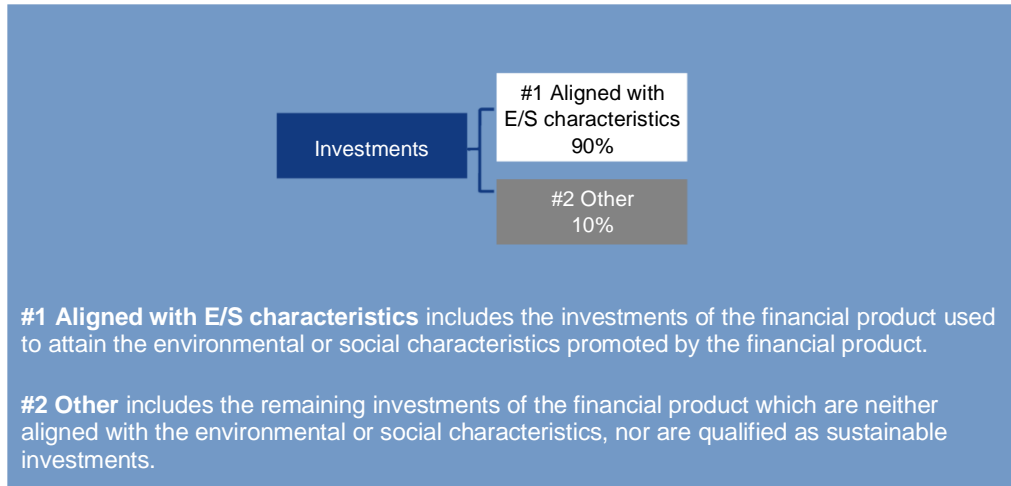 #1 Aligned with
E/S characteristics
90%
Investments
#2 Other
10%
#1 Aligned with E/S characteristics includes the investments of the financial product used
to attain the environmental or social characteristics promoted by the financial product.
#2 Other includes the remaining investments of the financial product which are neither
aligned with the environmental or social characteristics, nor are qualified as sustainable
investments.